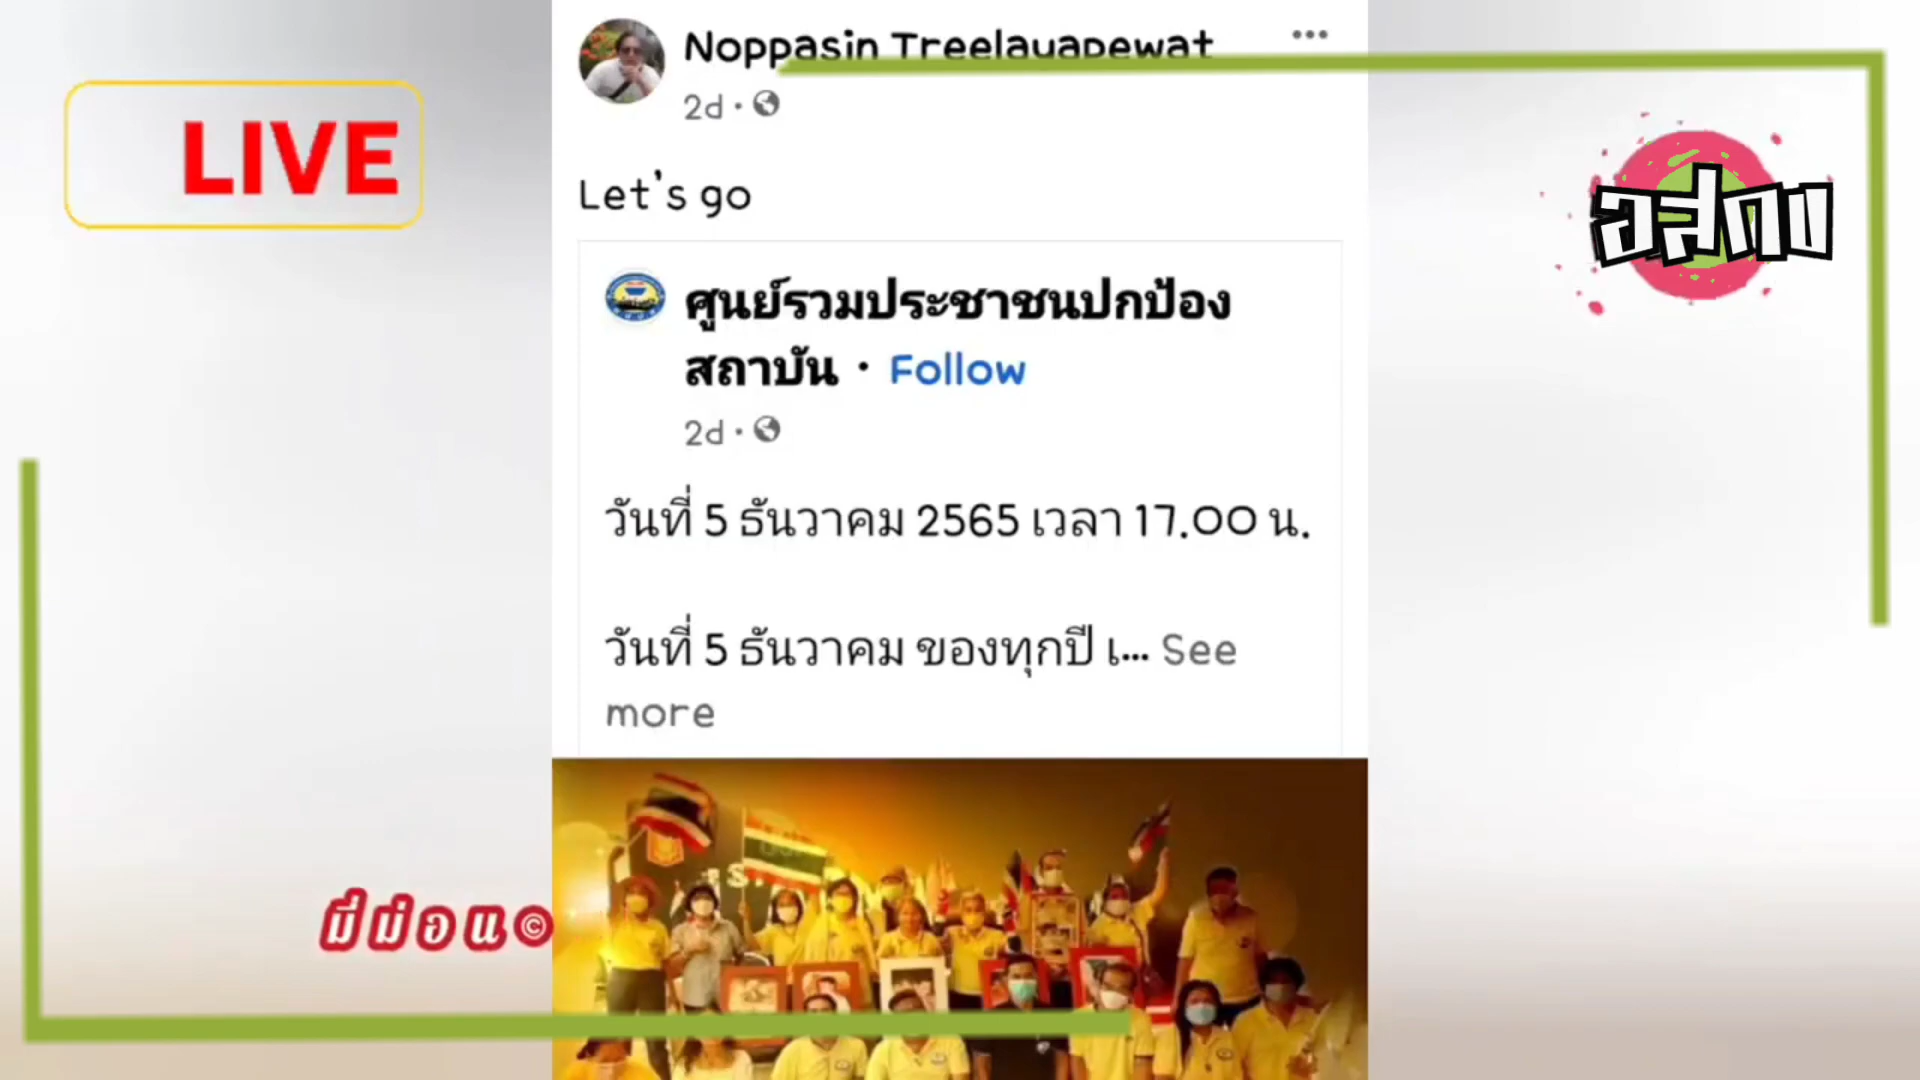 LIVE
Noppasin Treelayapewat
2d
Let's go
ศูนย์รวมประชาชนปกป้อง
สถาบัน · Follow
2d
วันที่ 5 ธันวาคม 2565 เวลา 17.00 น.
วันที่ 5 ธันวาคม ของทุกปี เ... See
more
อสกง
มีม่อน©